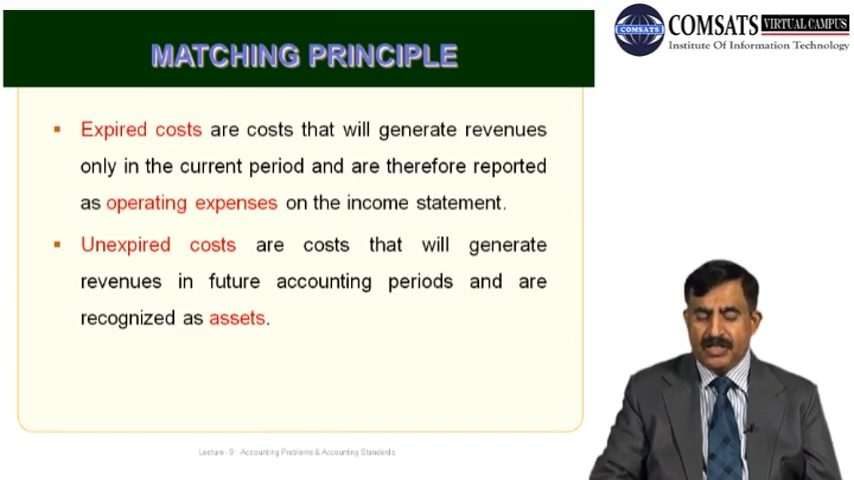 MATCHING PRINCIPLE
COMSATS VIRTUAL CAMPUS
Institute Of Information Technology
COMSATS
▪ Expired costs are costs that will generate revenues
only in the current period and are therefore reported
as operating expenses on the income statement.
▪ Unexpired costs are costs that will generate
revenues in future accounting periods and are
recognized as assets.
Lecture - 9 : Accounting Problems & Accounting Standards